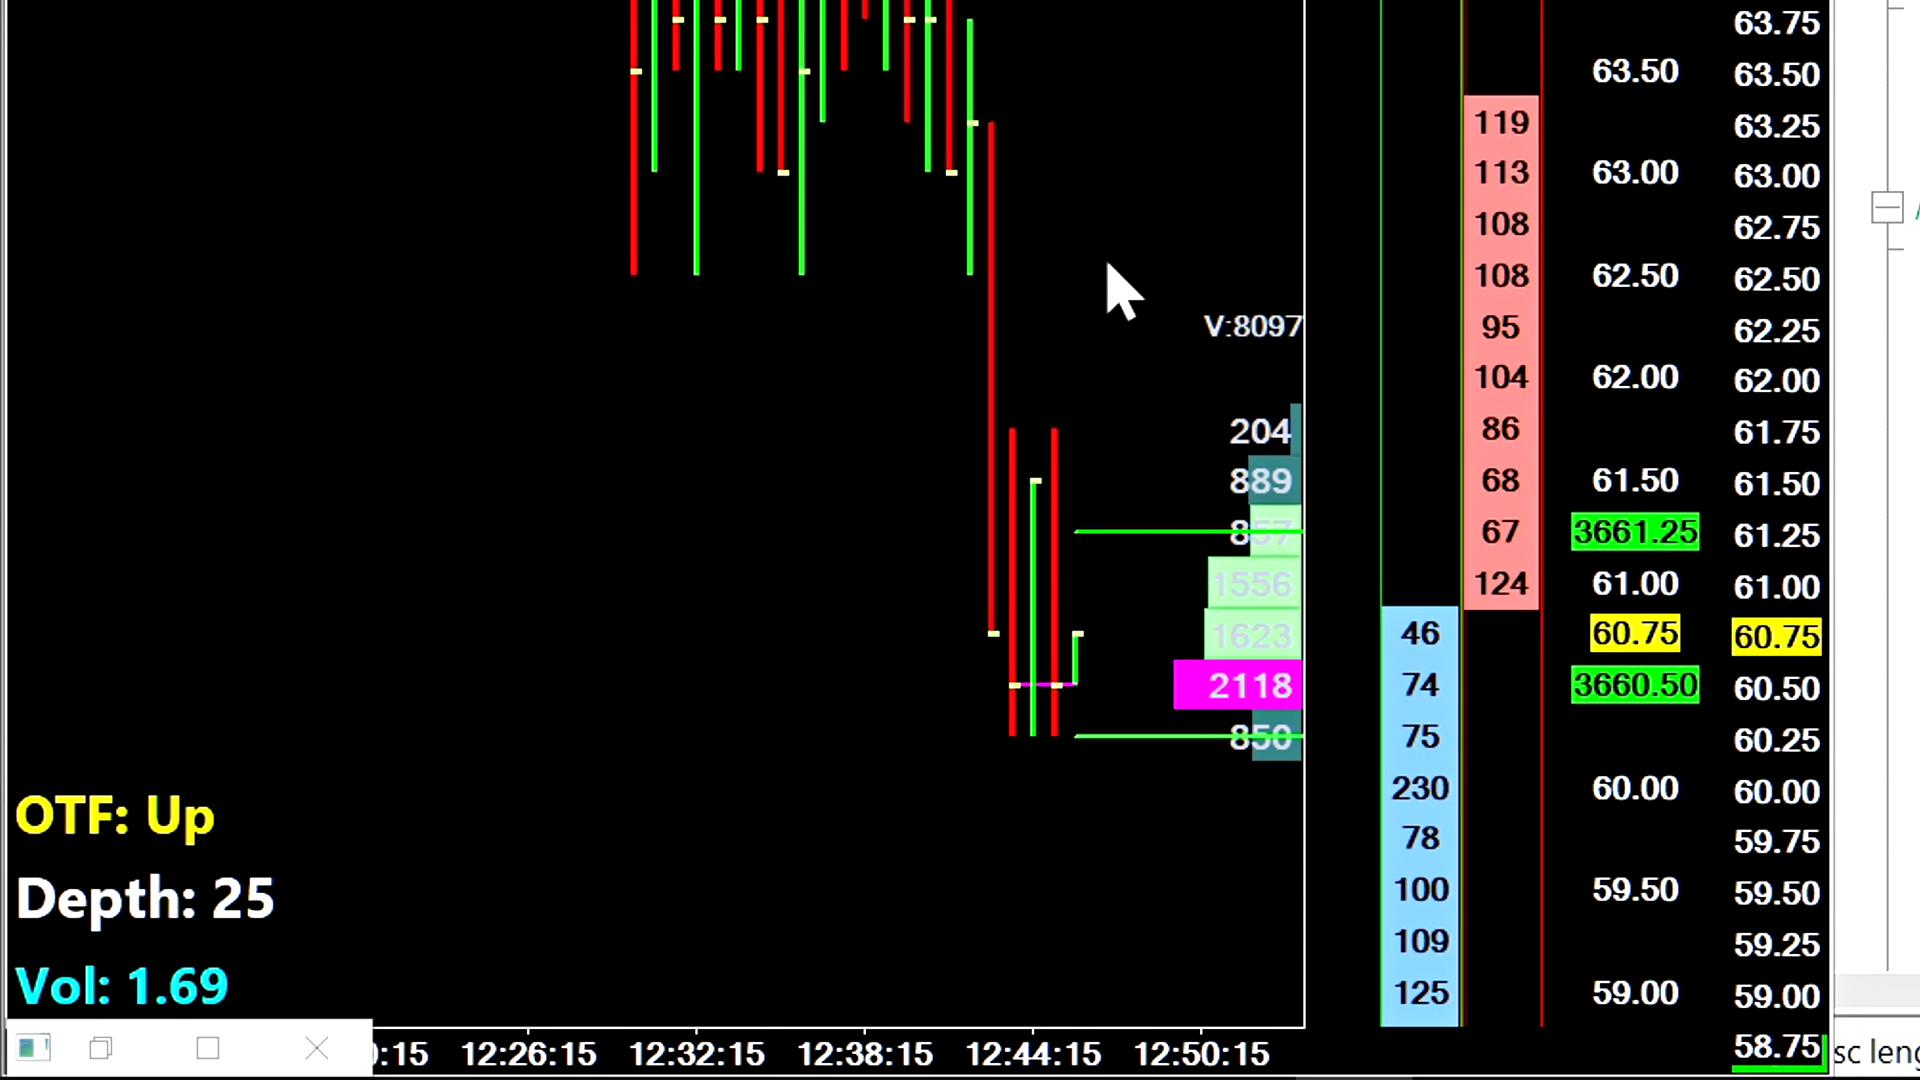 63.75
63.50 63.50
119 63.25
113 63.00 63.00
108 62.75
108 62.50 62.50
V:8097 95 62.25
104 62.00 62.00
204 86 61.75
889 68 61.50 61.50
857 67 3661.25 61.25
1556 124 61.00 61.00
1623 46 60.75 60.75
2118 74 3660.50 60.50
850 75 60.25
230 60.00 60.00
OTF: Up
78 59.75
Depth: 25
100 59.50 59.50
109 59.25
Vol: 1.69
125 59.00 59.00
:15 12:26:15 12:32:15 12:38:15 12:44:15 12:50:15 58.75
sc len